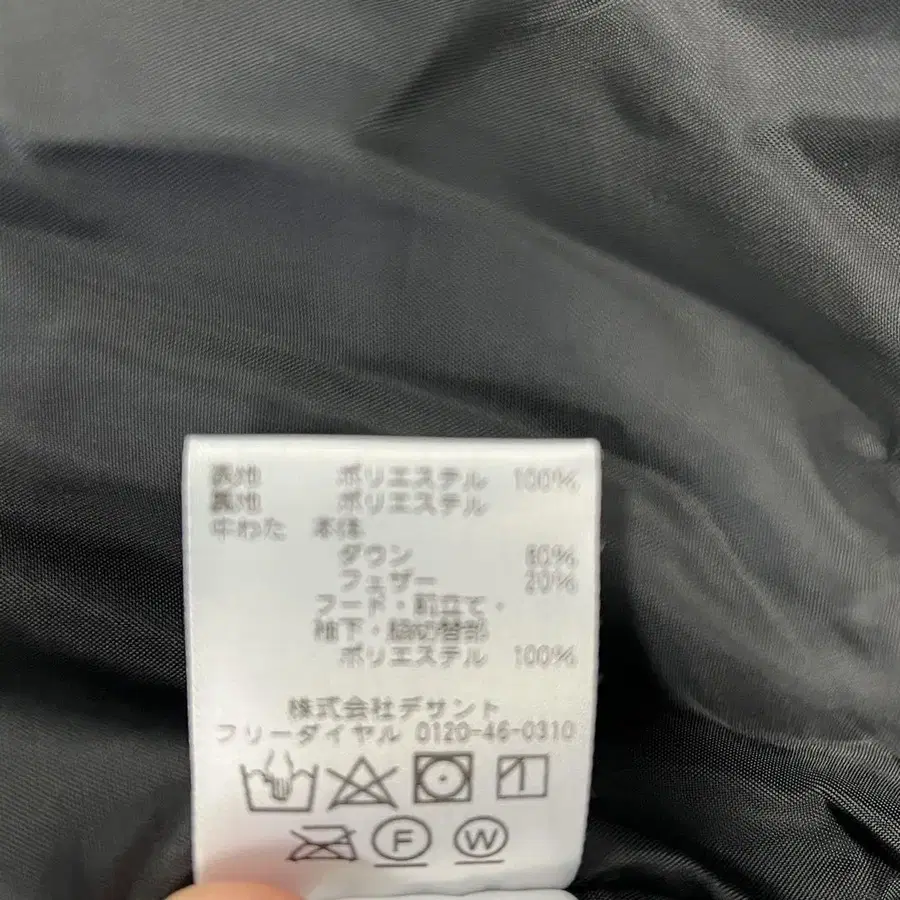 表地 ポリエステル 100%
裏地 ポリエステル
中わた 本体
ダウン 80%
フェザー 20%
フード・前立て・
袖下・脇切替部
ポリエステル 100%
株式会社デサント
フリーダイヤル 0120-46-0310
F W